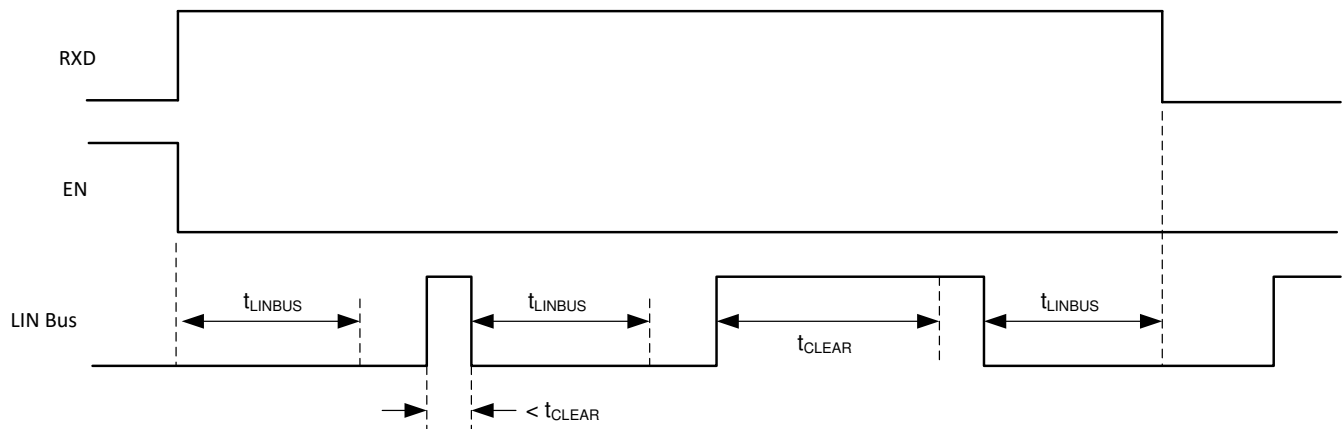 RXD
EN
LIN Bus
tLINBUS
tLINBUS
tCLEAR
tLINBUS
< tCLEAR